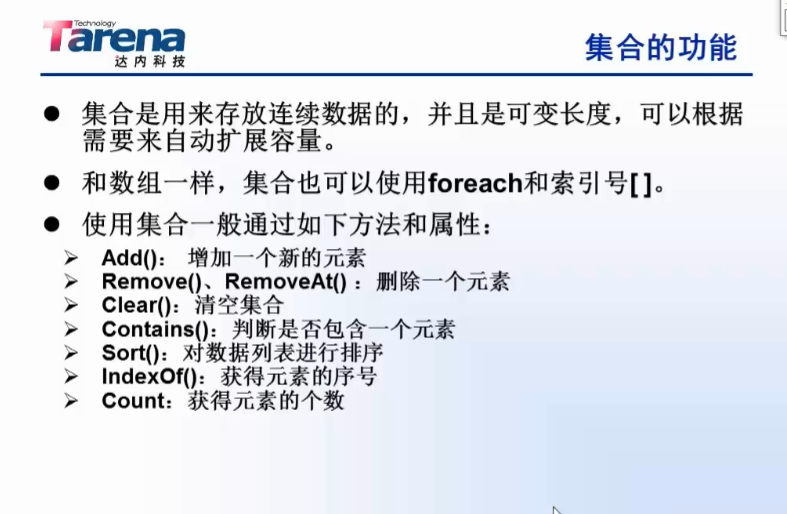 Technology
Tarena
达内科技
集合的功能
● 集合是用来存放连续数据的，并且是可变长度，可以根据
需要来自动扩展容量。
● 和数组一样，集合也可以使用foreach和索引号[ ]。
● 使用集合一般通过如下方法和属性：
➢ Add()： 增加一个新的元素
➢ Remove()、RemoveAt() ：删除一个元素
➢ Clear()：清空集合
➢ Contains()：判断是否包含一个元素
➢ Sort()：对数据列表进行排序
➢ IndexOf()：获得元素的序号
➢ Count：获得元素的个数